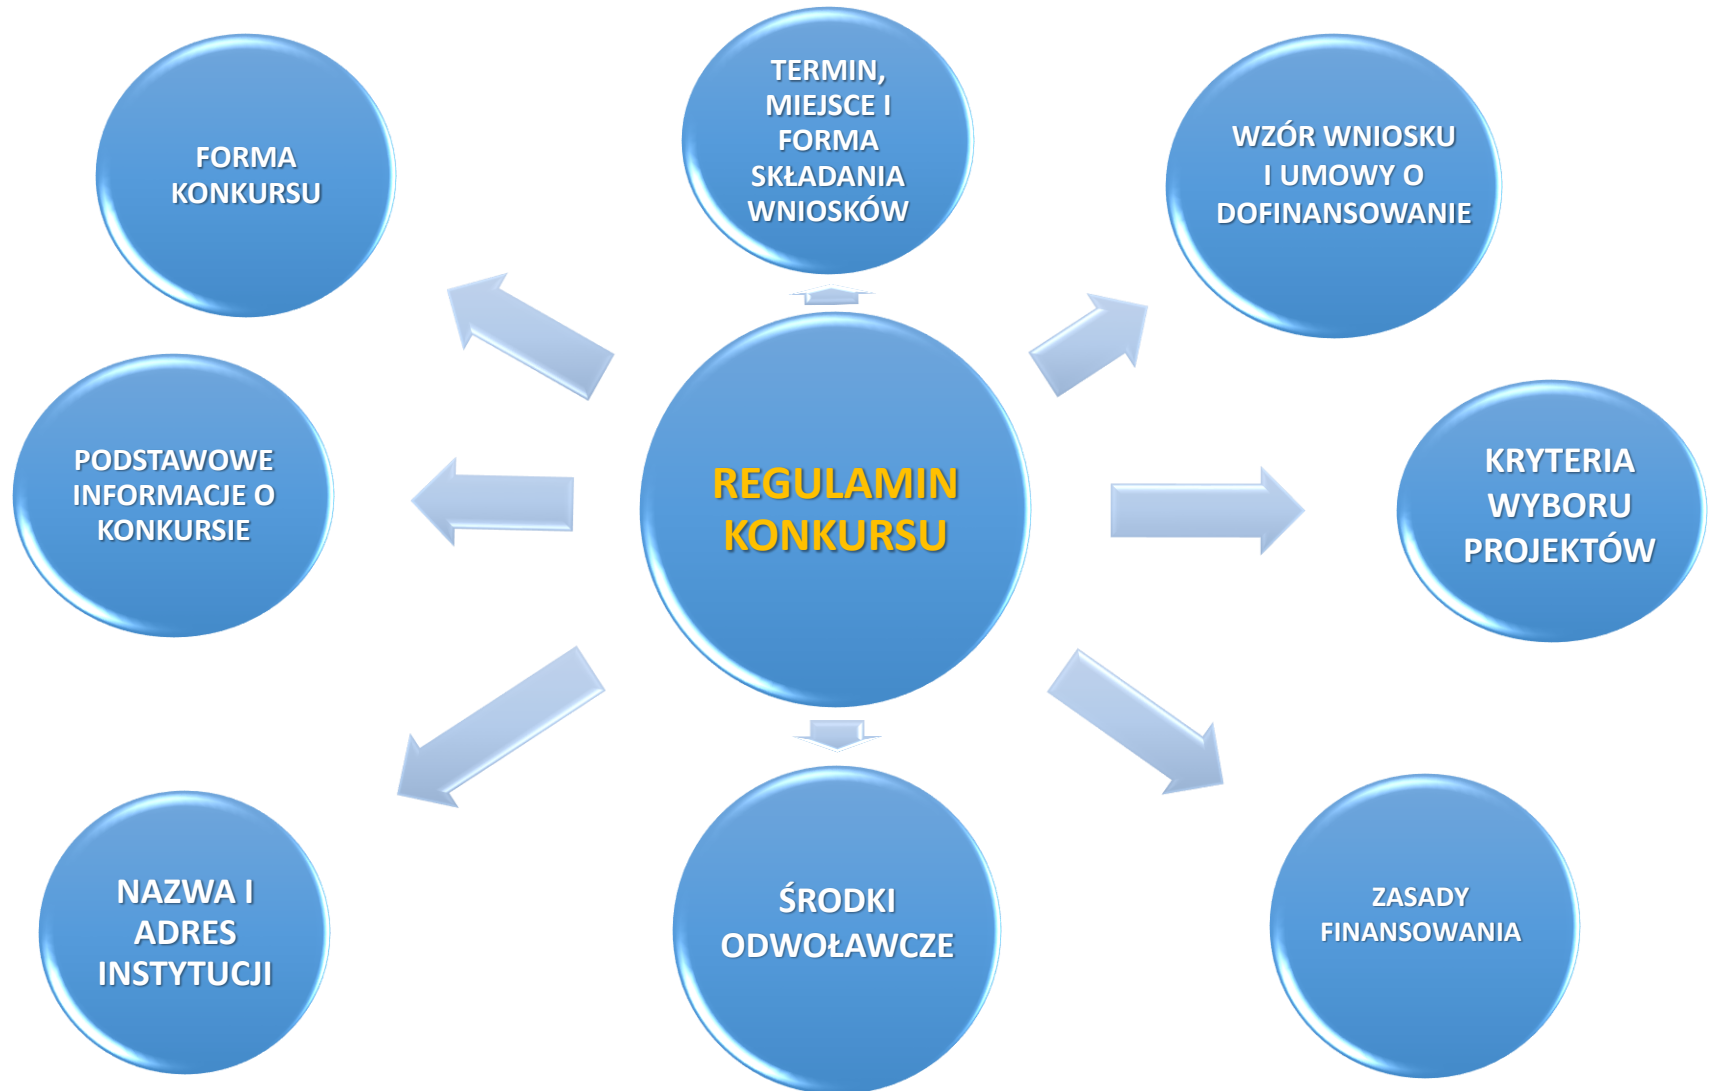 FORMA
KONKURSU
TERMIN,
MIEJSCE I
FORMA
SKŁADANIA
WNIOSKÓW
WZÓR WNIOSKU
I UMOWY O
DOFINANSOWANIE
PODSTAWOWE
INFORMACJE O
KONKURSIE
REGULAMIN
KONKURSU
KRYTERIA
WYBORU
PROJEKTÓW
NAZWA I
ADRES
INSTYTUCJI
ŚRODKI
ODWOŁAWCZE
ZASADY
FINANSOWANIA